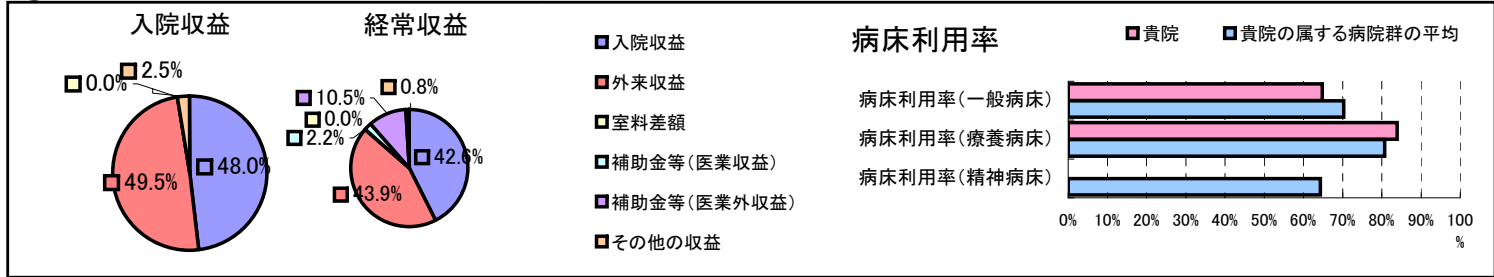 入院収益
0.0%
2.5%
48.0%
49.5%
経常収益
10.5%
0.8%
0.0%
2.2%
42.6%
43.9%
入院収益
外来収益
室料差額
補助金等(医業収益)
補助金等(医業外収益)
その他の収益
病床利用率
貴院 貴院の属する病院群の平均
病床利用率(一般病床)
病床利用率(療養病床)
病床利用率(精神病床)
0% 10% 20% 30% 40% 50% 60% 70% 80% 90% 100
%